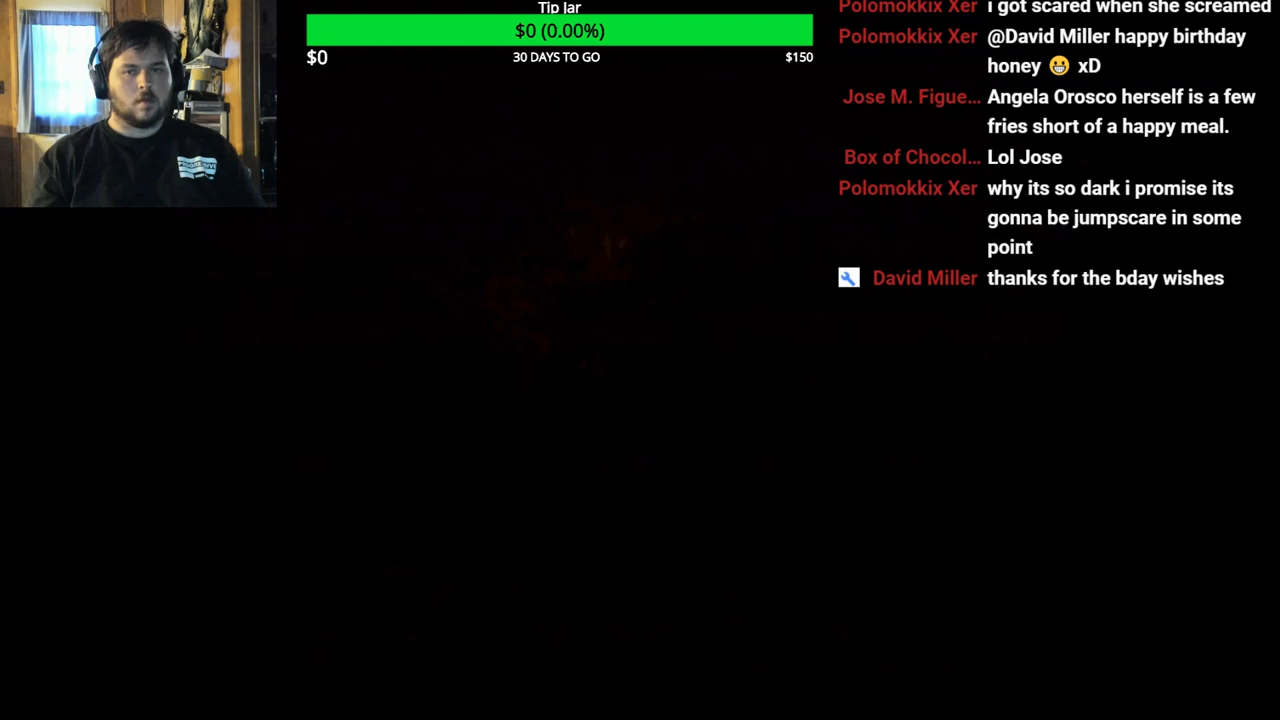 Tip Jar
$0 (0.00%)
$0 30 DAYS TO GO $150
Polomokkix Xer i got scared when she screamed
Polomokkix Xer @David Miller happy birthday
honey 😀 xD
Jose M. Figue… Angela Orosco herself is a few
fries short of a happy meal.
Box of Chocol… Lol Jose
Polomokkix Xer why its so dark i promise its
gonna be jumpscare in some
point
David Miller thanks for the bday wishes